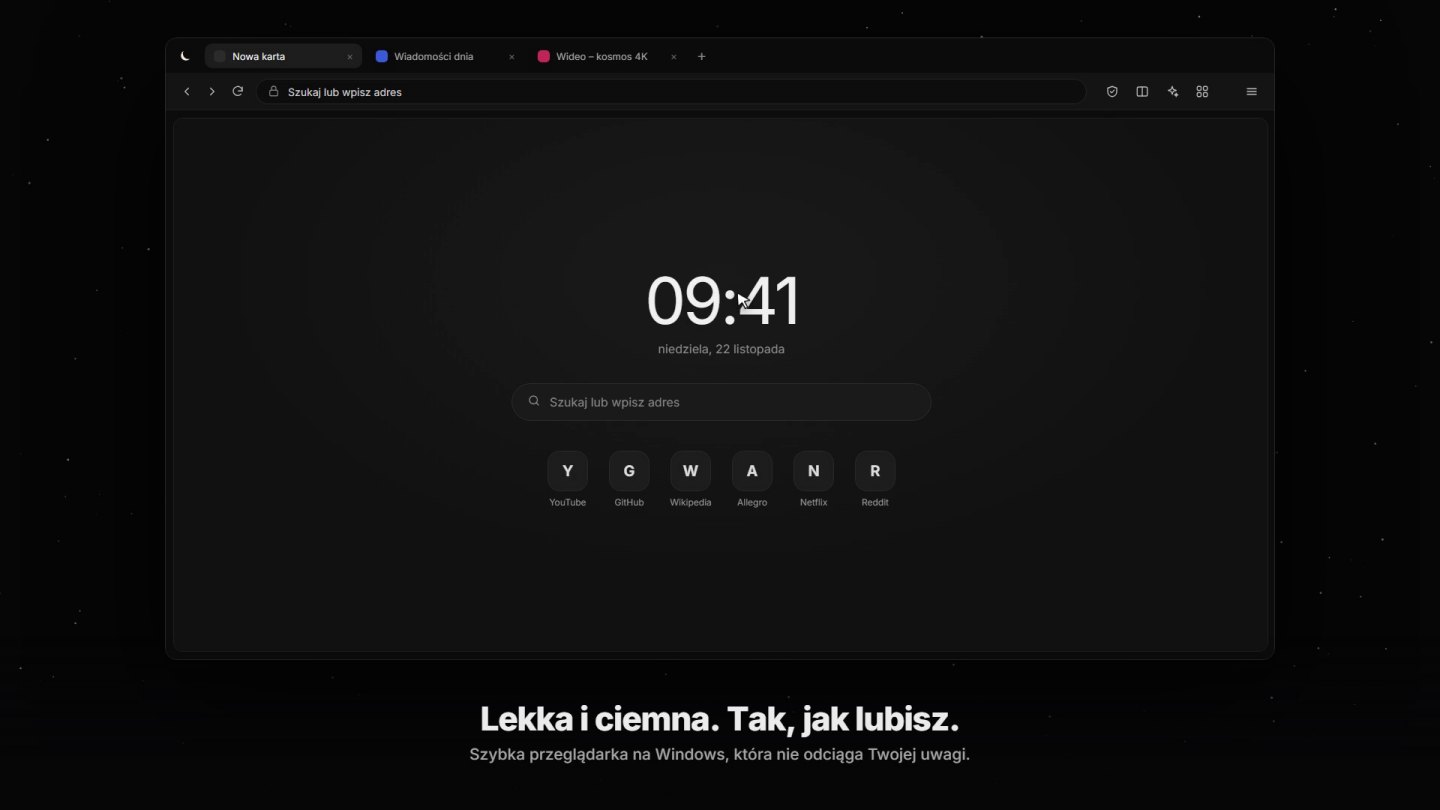 Nowa karta × Wiadomości dnia × Wideo – kosmos 4K × +
Szukaj lub wpisz adres
09:41
niedziela, 22 listopada
Szukaj lub wpisz adres
Y G W A N R
YouTube GitHub Wikipedia Allegro Netflix Reddit
Lekka i ciemna. Tak, jak lubisz.
Szybka przeglądarka na Windows, która nie odciąga Twojej uwagi.